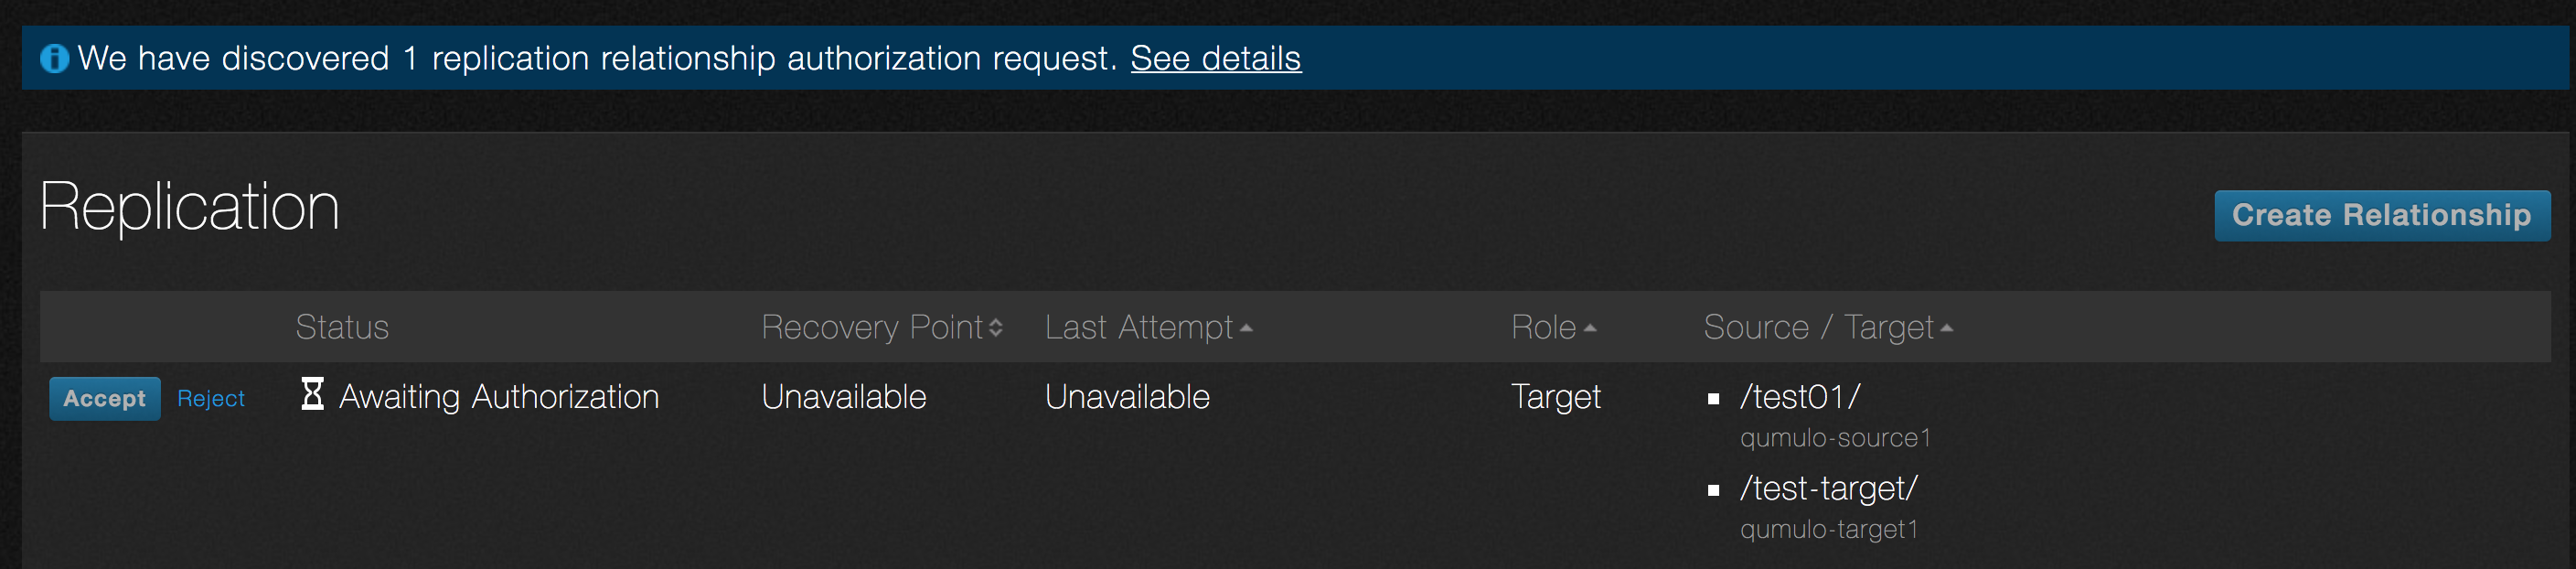 We have discovered 1 replication relationship authorization request. See details
Replication
Create Relationship
Status Recovery Point Last Attempt Role Source / Target
Accept Reject Awaiting Authorization Unavailable Unavailable Target /test01/
qumulo-source1
/test-target/
qumulo-target1